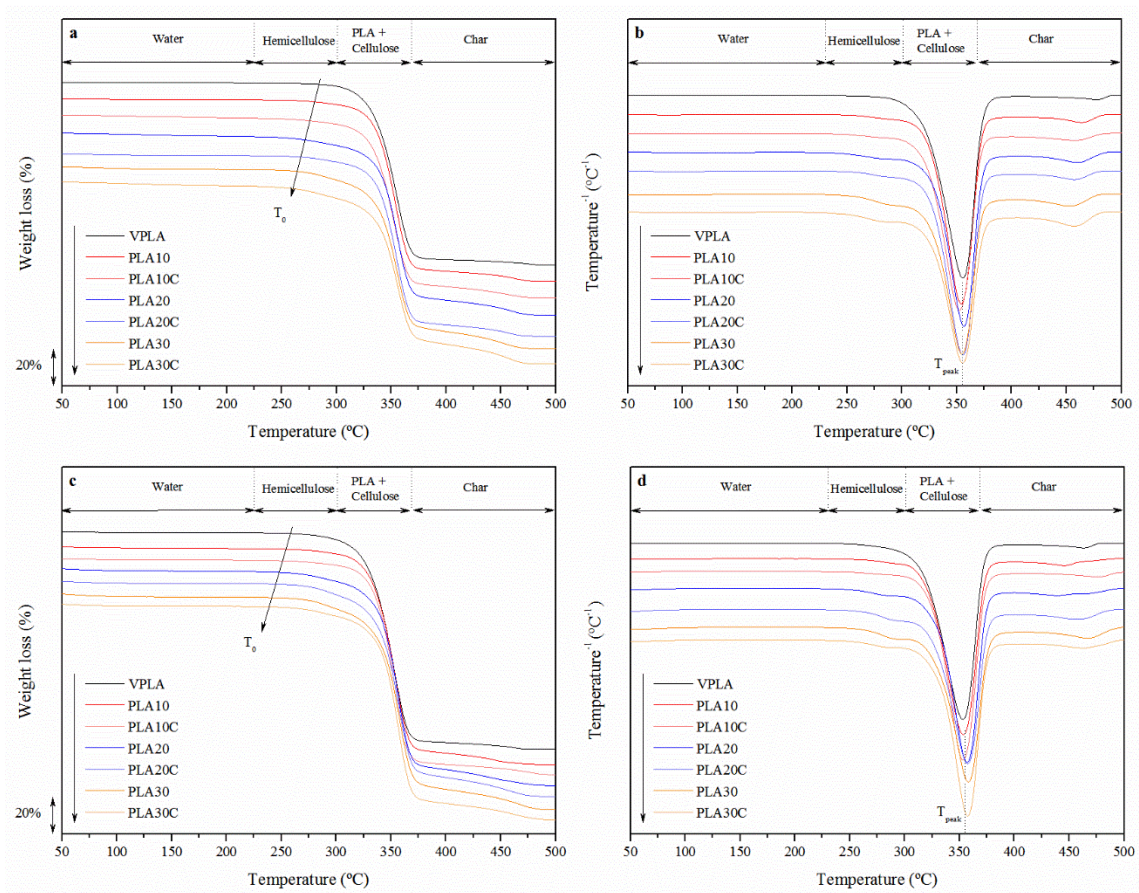 a
Water
Hemicellulose
PLA +
Cellulose
Char
Weight loss (%)
T0
VPLA
PLA10
PLA10C
PLA20
PLA20C
PLA30
PLA30C
20%
50 100 150 200 250 300 350 400 450 500
Temperature (ºC)
b
Water
Hemicellulose
PLA +
Cellulose
Char
Temperature-1 (°C-1)
VPLA
PLA10
PLA10C
PLA20
PLA20C
PLA30
PLA30C
Tpeak
50 100 150 200 250 300 350 400 450 500
Temperature (ºC)
c
Water
Hemicellulose
PLA +
Cellulose
Char
Weight loss (%)
T0
VPLA
PLA10
PLA10C
PLA20
PLA20C
PLA30
PLA30C
20%
50 100 150 200 250 300 350 400 450 500
Temperature (ºC)
d
Water
Hemicellulose
PLA +
Cellulose
Char
Temperature-1 (°C-1)
VPLA
PLA10
PLA10C
PLA20
PLA20C
PLA30
PLA30C
Tpeak
50 100 150 200 250 300 350 400 450 500
Temperature (ºC)